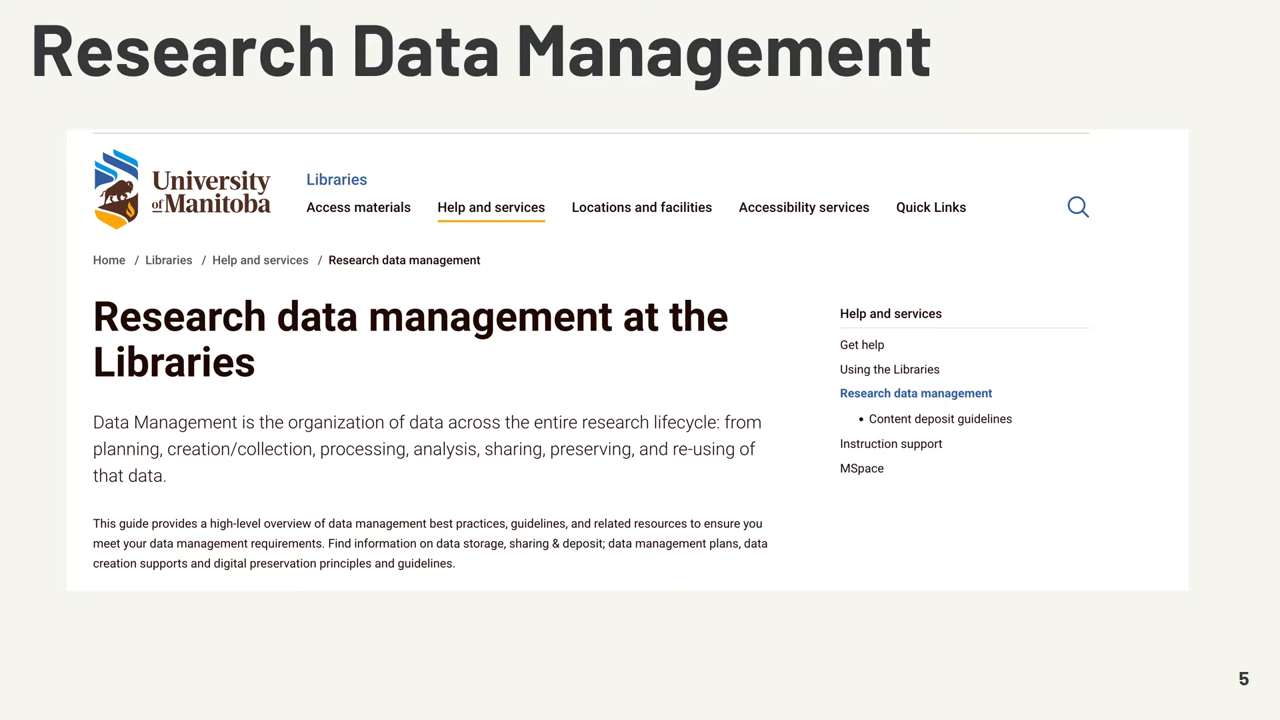 Research Data Management
University
of Manitoba
Libraries
Access materials
Help and services
Locations and facilities
Accessibility services
Quick Links
Home / Libraries / Help and services / Research data management
Research data management at the
Libraries
Data Management is the organization of data across the entire research lifecycle: from
planning, creation/collection, processing, analysis, sharing, preserving, and re-using of
that data.
This guide provides a high-level overview of data management best practices, guidelines, and related resources to ensure you
meet your data management requirements. Find information on data storage, sharing & deposit; data management plans, data
creation supports and digital preservation principles and guidelines.
Help and services
Get help
Using the Libraries
Research data management
• Content deposit guidelines
Instruction support
MSpace
5